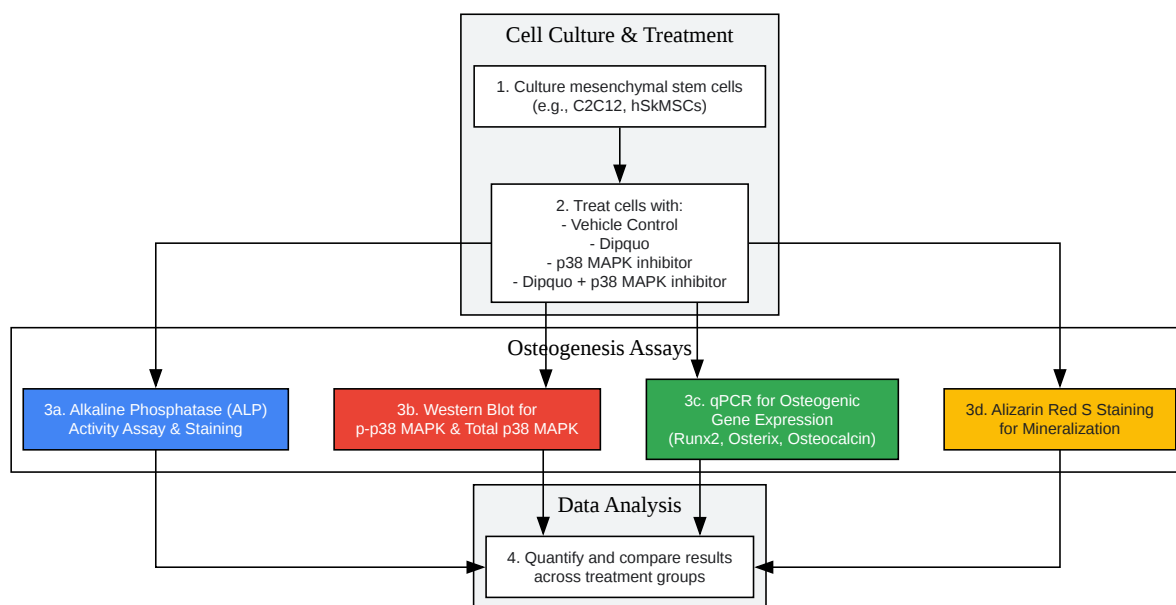 Cell Culture & Treatment
1. Culture mesenchymal stem cells
(e.g., C2C12, hSkMSCs)
2. Treat cells with:
- Vehicle Control
- Dipquo
- p38 MAPK inhibitor
- Dipquo + p38 MAPK inhibitor
Osteogenesis Assays
3a. Alkaline Phosphatase (ALP)
Activity Assay & Staining
3b. Western Blot for
p-p38 MAPK & Total p38 MAPK
3c. qPCR for Osteogenic
Gene Expression
(Runx2, Osterix, Osteocalcin)
3d. Alizarin Red S Staining
for Mineralization
Data Analysis
4. Quantify and compare results
across treatment groups